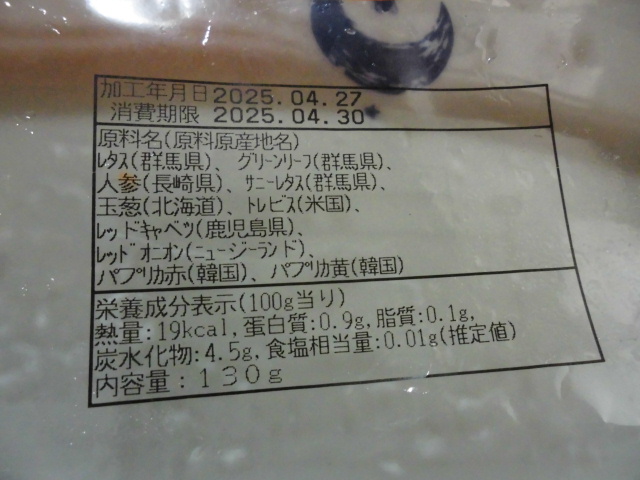 加工年月日 2025.04.27
消費期限 2025.04.30
原料名(原料原産地名)
ﾚﾀｽ(群馬県)、ｸﾞﾘｰﾝﾘｰﾌ(群馬県)、
人参(長崎県)、ｻﾆｰﾚﾀｽ(群馬県)、
玉葱(北海道)、ﾄﾚﾋﾞｽ(米国)、
ﾚｯﾄﾞｷｬﾍﾞﾂ(鹿児島県)、
ﾚｯﾄﾞｵﾆｵﾝ(ﾆｭｰｼﾞｰﾗﾝﾄﾞ)、
ﾊﾟﾌﾟﾘｶ赤(韓国)、ﾊﾟﾌﾟﾘｶ黄(韓国)
栄養成分表示(100g当り)
熱量:19kcal,蛋白質:0.9g,脂質:0.1g,
炭水化物:4.5g,食塩相当量:0.01g(推定値)
内容量：130g